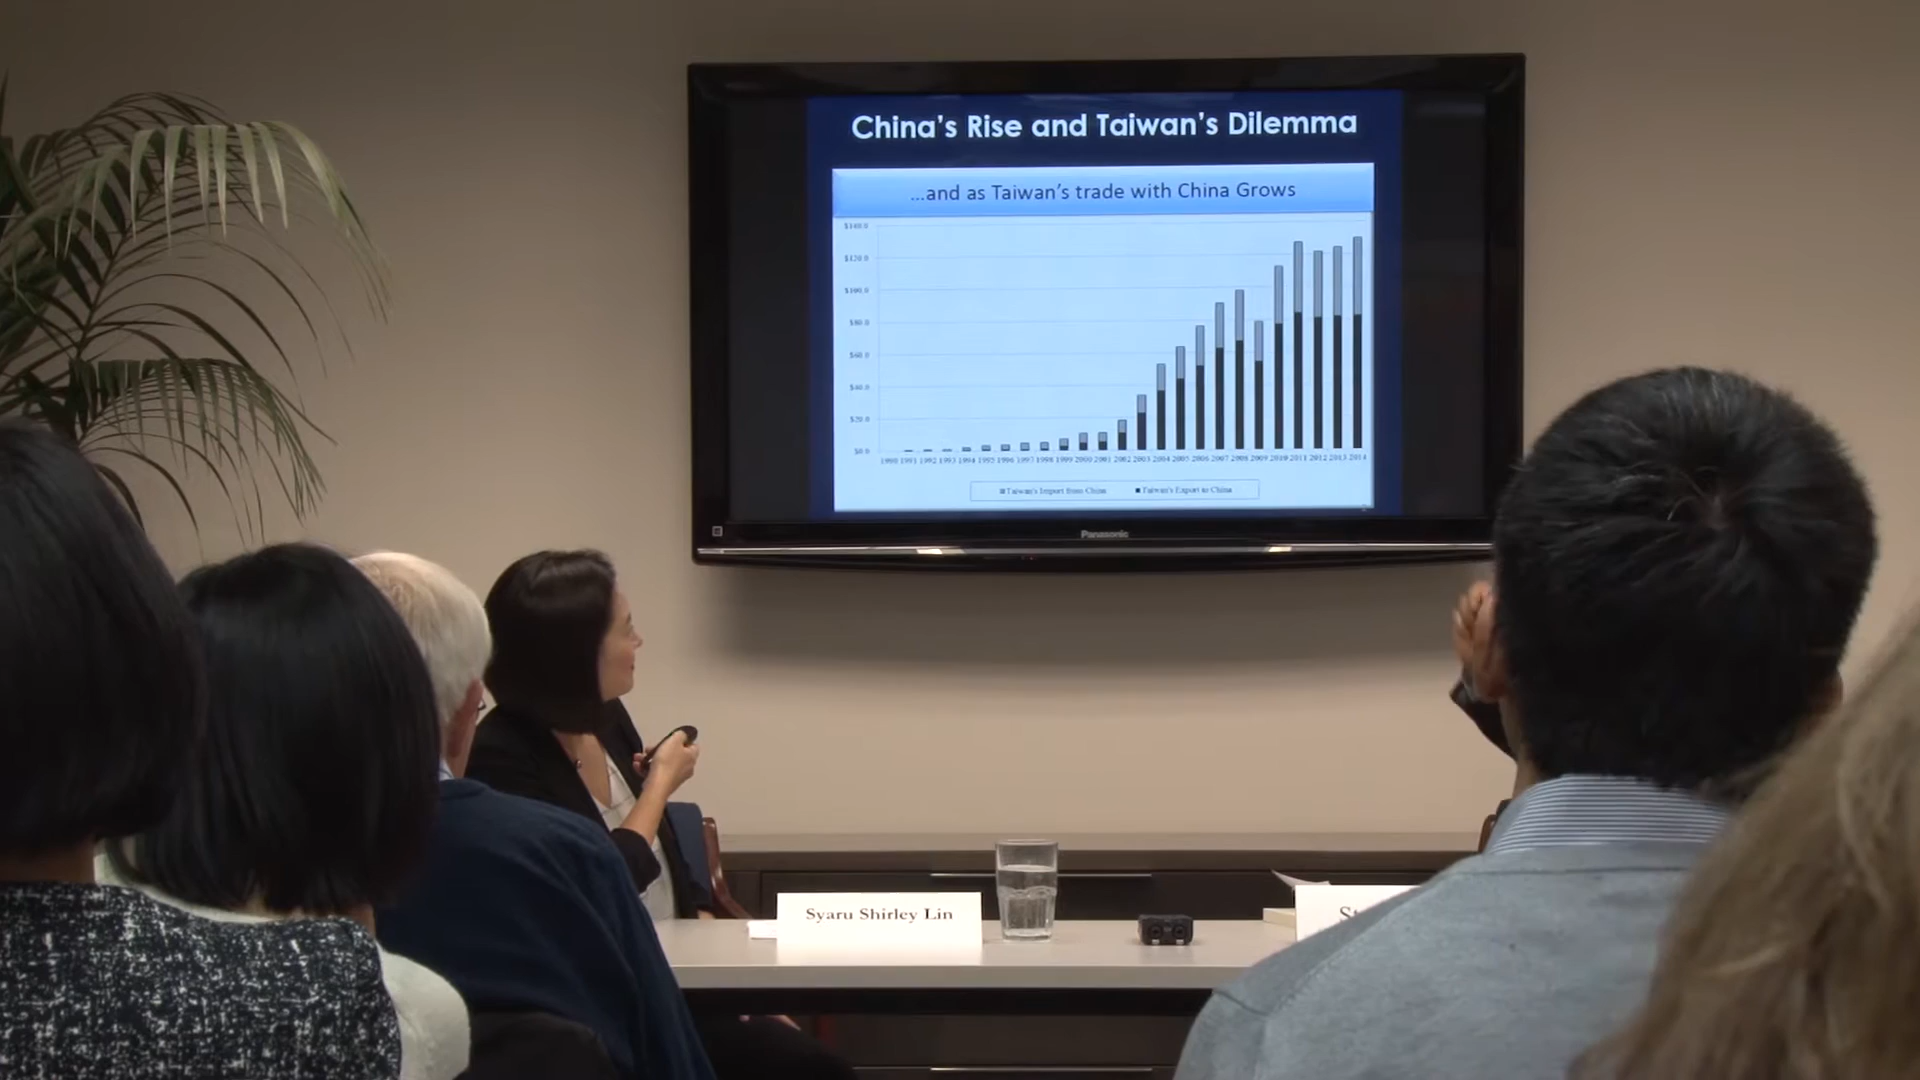 China's Rise and Taiwan's Dilemma
...and as Taiwan's trade with China Grows
$140.0
$120.0
$100.0
$80.0
$60.0
$40.0
$20.0
$0.0
1990 1991 1992 1993 1994 1995 1996 1997 1998 1999 2000 2001 2002 2003 2004 2005 2006 2007 2008 2009 2010 2011 2012 2013 2014
Taiwan's Import from China Taiwan's Export to China
Panasonic
Syaru Shirley Lin
St